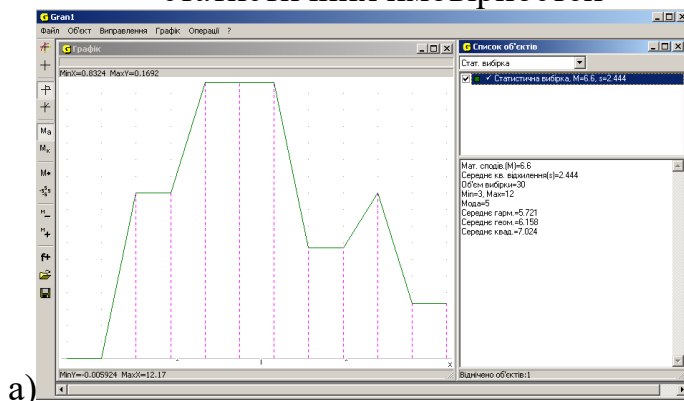 Gran1
Файл Об'єкт Виправлення Графік Операції ?
Графік
MinX=0.8324 MaxY=0.1692
x
MinY=-0.005924 MaxX=12.17
Список об'єктів
Стат. вибірка
Статистична вибірка, M=6.6, s=2.444
Мат. сподів.(M)=6.6
Середнє кв. відхилення(s)=2.444
Об'єм вибірки=30
Min=3, Max=12
Мода=5
Середнє гарм.=5.721
Середнє геом.=6.158
Середнє квад.=7.024
Відмічено об'єктів:1
а)